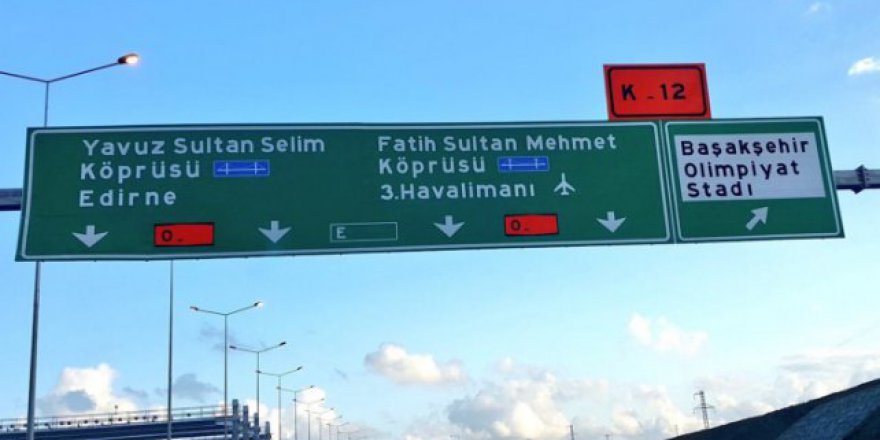 K - 12
Yavuz Sultan Selim
Köprüsü
Edirne
O -
E
Fatih Sultan Mehmet
Köprüsü
3.Havalimanı
O -
Başakşehir
Olimpiyat
Stadı